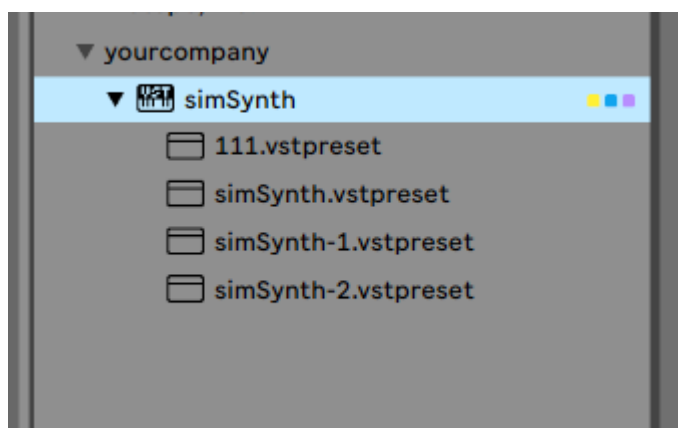 yourcompany
simSynth
111.vstpreset
simSynth.vstpreset
simSynth-1.vstpreset
simSynth-2.vstpreset